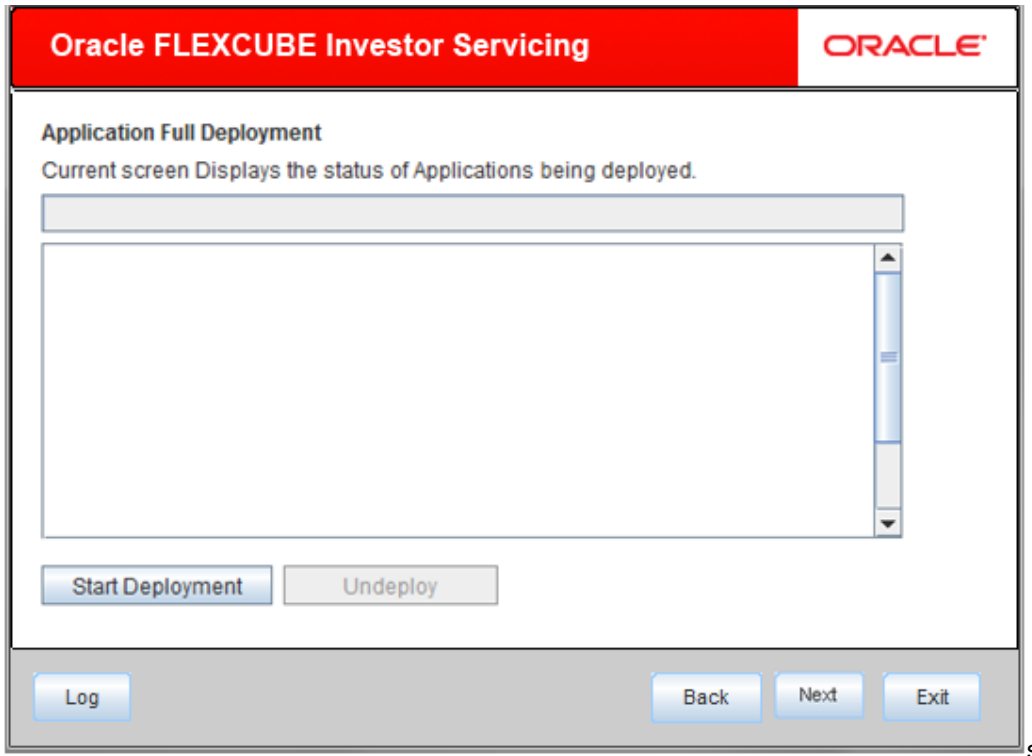 Oracle FLEXCUBE Investor Servicing
ORACLE
Application Full Deployment
Current screen Displays the status of Applications being deployed.
Start Deployment
Undeploy
Log
Back
Next
Exit